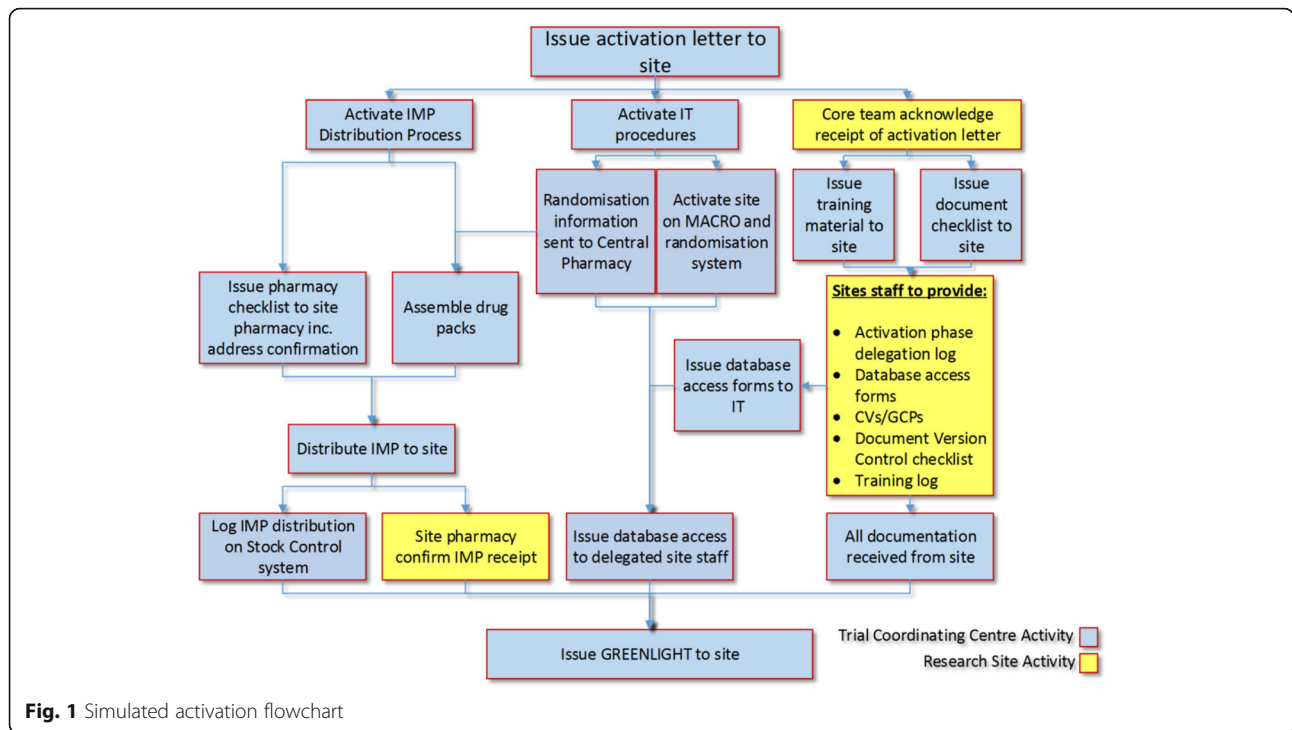 Issue activation letter to
site
Activate IMP
Distribution Process
Activate IT
procedures
Core team acknowledge
receipt of activation letter
Randomisation
information
sent to Central
Pharmacy
Activate site
on MACRO and
randomisation
system
Issue
training
material to
site
Issue
document
checklist to
site
Issue pharmacy
checklist to site
pharmacy inc.
address confirmation
Assemble drug
packs
Sites staff to provide:
• Activation phase
delegation log
• Database access
forms
• CVs/GCPs
• Document Version
Control checklist
• Training log
Issue database
access forms to
IT
Distribute IMP to site
Log IMP distribution
on Stock Control
system
Site pharmacy
confirm IMP receipt
Issue database access
to delegated site staff
All documentation
received from site
Issue GREENLIGHT to site
Trial Coordinating Centre Activity
Research Site Activity
Fig. 1 Simulated activation flowchart